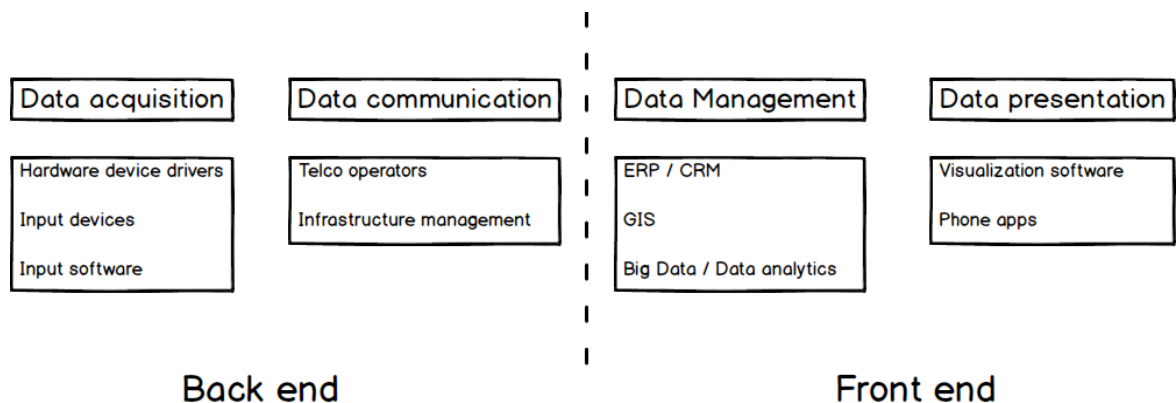 Data acquisition
Data communication
Data Management
Data presentation
Hardware device drivers
Input devices
Input software
Telco operators
Infrastructure management
ERP / CRM
GIS
Big Data / Data analytics
Visualization software
Phone apps
Back end
Front end